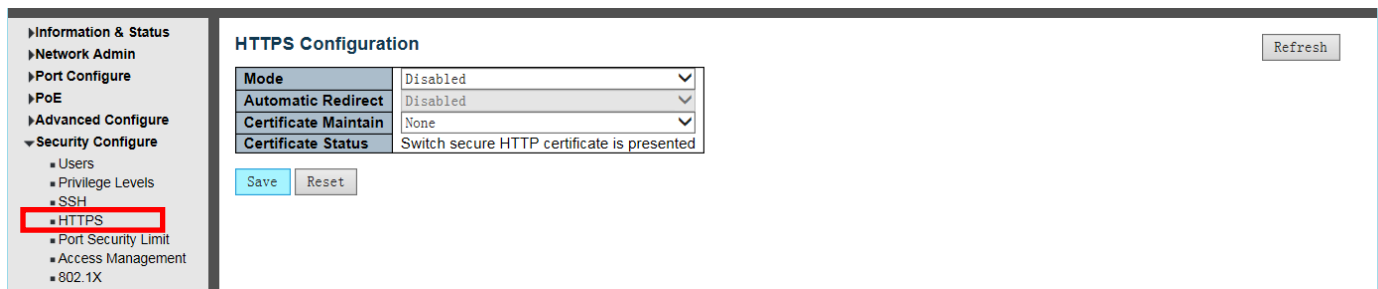 Information & Status
Network Admin
Port Configure
PoE
Advanced Configure
Security Configure
Users
Privilege Levels
SSH
HTTPS
Port Security Limit
Access Management
802.1X
HTTPS Configuration
Refresh
Mode Disabled
Automatic Redirect Disabled
Certificate Maintain None
Certificate Status Switch secure HTTP certificate is presented
Save Reset